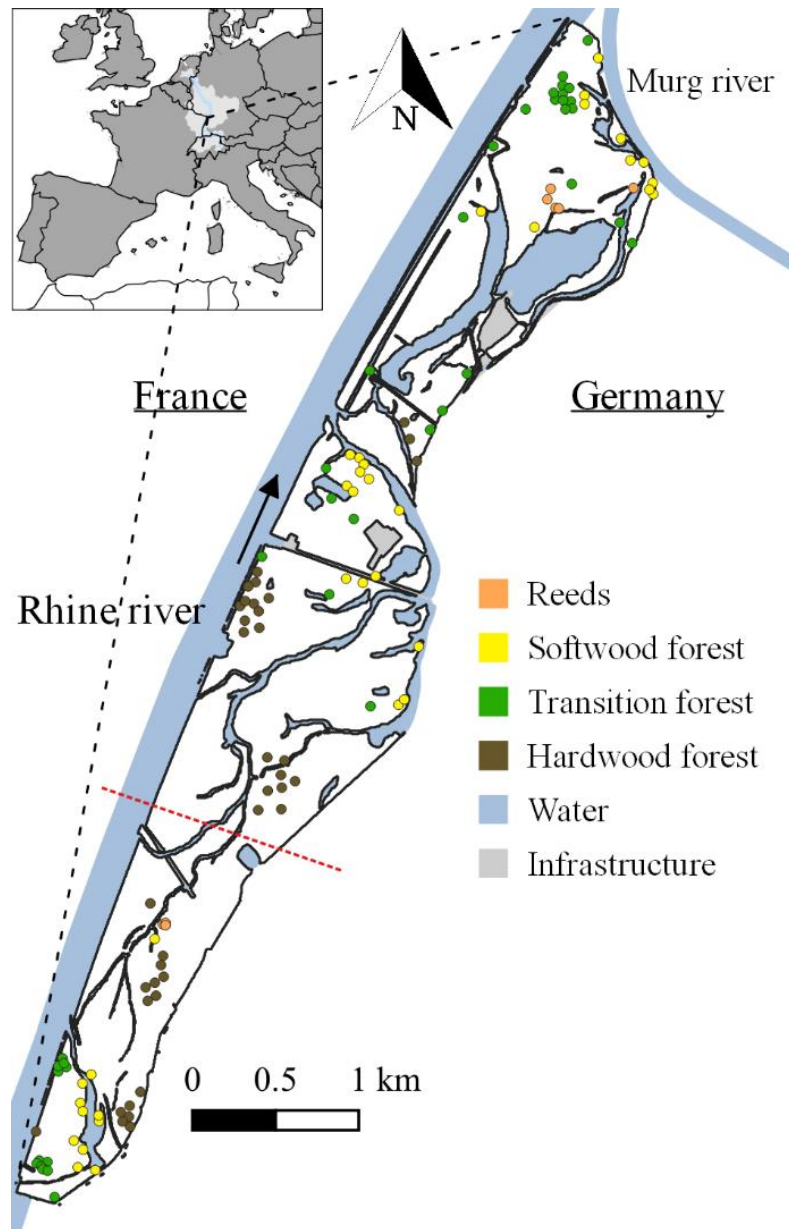 Murg river
N
France
Germany
Rhine river
Reeds
Softwood forest
Transition forest
Hardwood forest
Water
Infrastructure
0 0.5 1 km